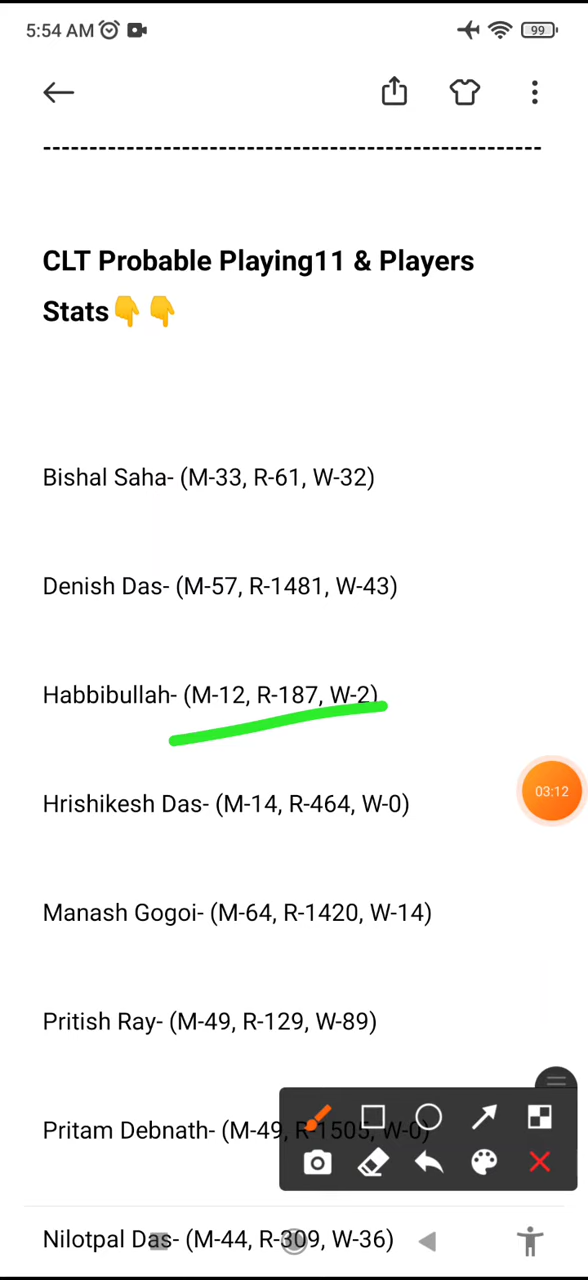 5:54 AM 99
--------------------------------------------------------
CLT Probable Playing11 & Players
Stats👇👇
Bishal Saha- (M-33, R-61, W-32)
Denish Das- (M-57, R-1481, W-43)
Habbibullah- (M-12, R-187, W-2)
Hrishikesh Das- (M-14, R-464, W-0)
03:12
Manash Gogoi- (M-64, R-1420, W-14)
Pritish Ray- (M-49, R-129, W-89)
Pritam Debnath- (M-49, R-1505, W-0)
Nilotpal Das- (M-44, R-309, W-36)